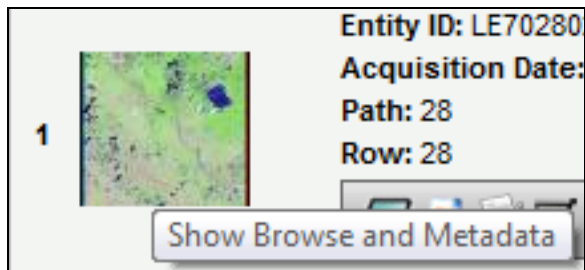 Entity ID: LE70280
Acquisition Date:
1
Path: 28
Row: 28
Show Browse and Metadata